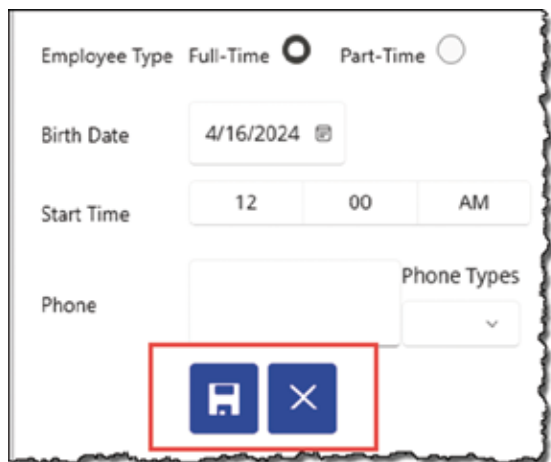 Employee Type Full-Time Part-Time
Birth Date 4/16/2024
Start Time 12 00 AM
Phone Types
Phone